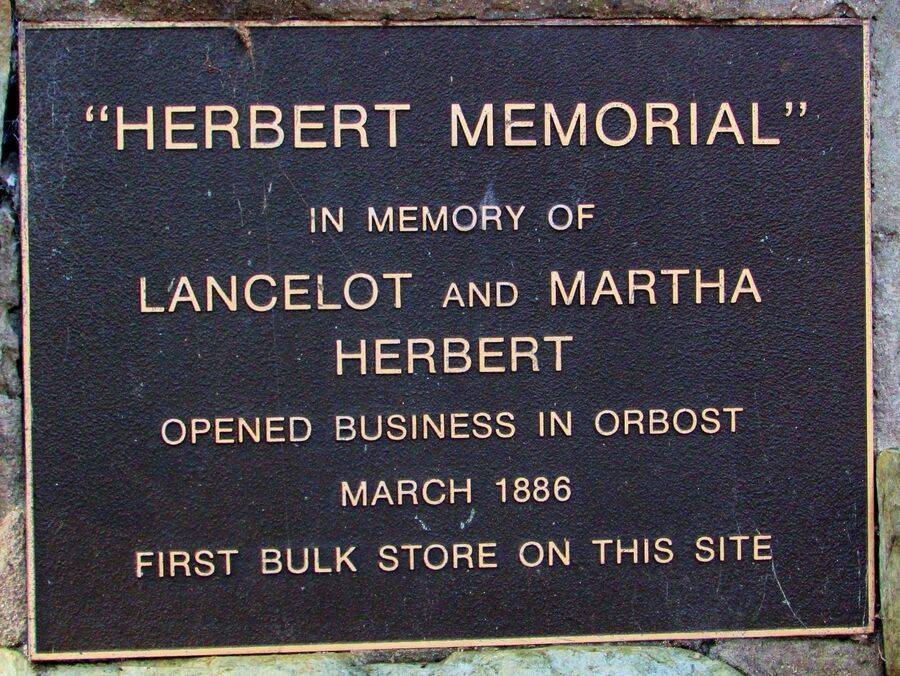 “HERBERT MEMORIAL”
IN MEMORY OF
LANCELOT AND MARTHA
HERBERT
OPENED BUSINESS IN ORBOST
MARCH 1886
FIRST BULK STORE ON THIS SITE